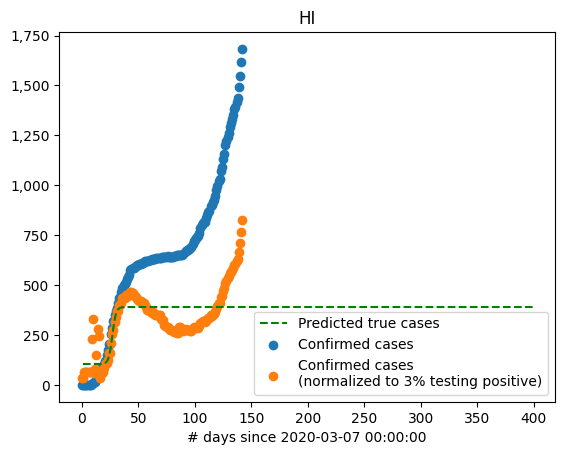 HI
1,750
1,500
1,250
1,000
750
500
250
0
Predicted true cases
Confirmed cases
Confirmed cases
(normalized to 3% testing positive)
0 50 100 150 200 250 300 350 400
# days since 2020-03-07 00:00:00